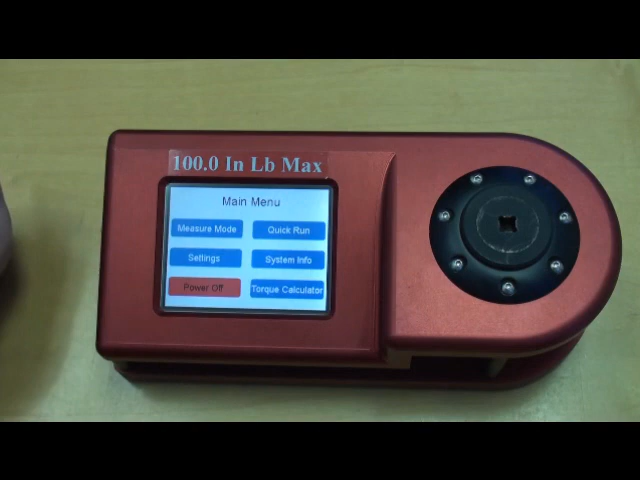 100.0 In Lb Max
Main Menu
Measure Mode
Quick Run
Settings
System Info
Power Off
Torque Calculator